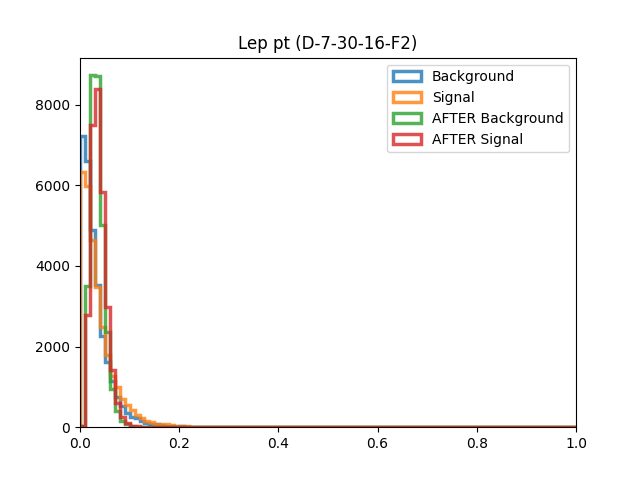 Lep pt (D-7-30-16-F2)
Background
Signal
AFTER Background
AFTER Signal
8000
6000
4000
2000
0
0.0 0.2 0.4 0.6 0.8 1.0